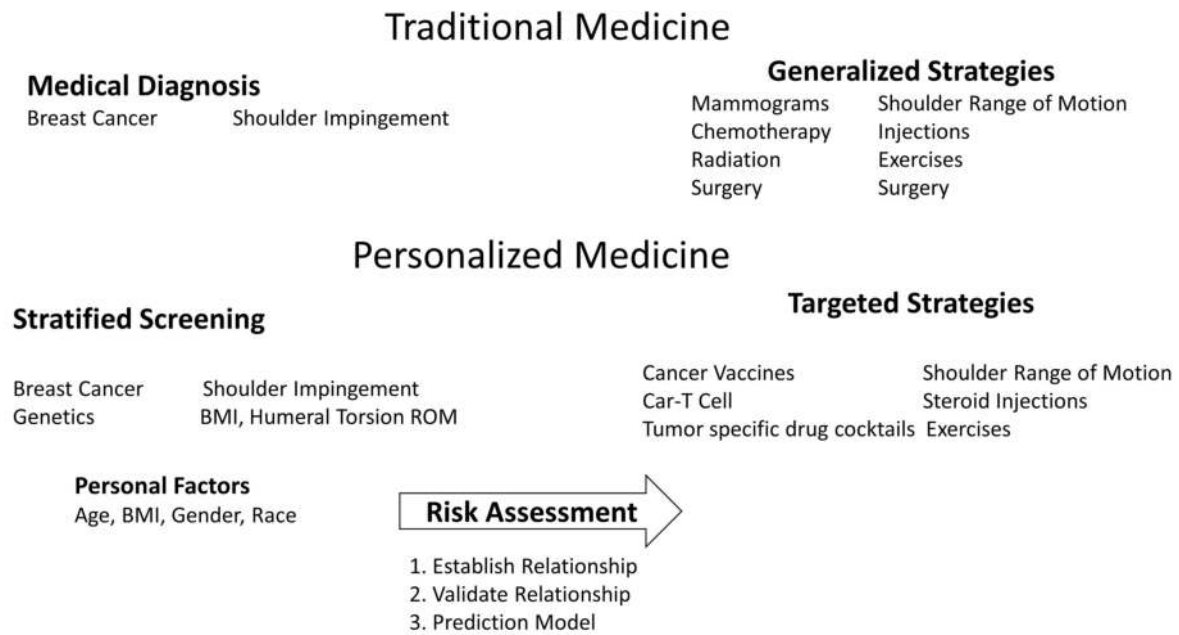 Traditional Medicine
Medical Diagnosis
Breast Cancer Shoulder Impingement
Generalized Strategies
Mammograms Shoulder Range of Motion
Chemotherapy Injections
Radiation Exercises
Surgery Surgery
Personalized Medicine
Stratified Screening
Breast Cancer Shoulder Impingement
Genetics BMI, Humeral Torsion ROM
Personal Factors
Age, BMI, Gender, Race
Risk Assessment
1. Establish Relationship
2. Validate Relationship
3. Prediction Model
Targeted Strategies
Cancer Vaccines Shoulder Range of Motion
Car-T Cell Steroid Injections
Tumor specific drug cocktails Exercises